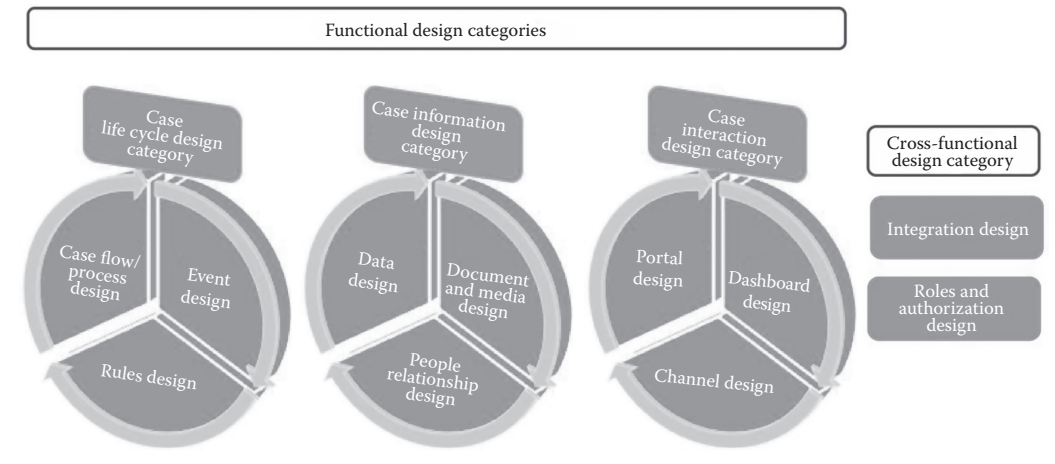 Functional design categories
Case
life cycle design
category
Case flow/
process
design
Event
design
Rules design
Case information
design
category
Data
design
Document
and media
design
People
relationship
design
Case
interaction
design category
Portal
design
Dashboard
design
Channel design
Cross-functional
design category
Integration design
Roles and
authorization
design